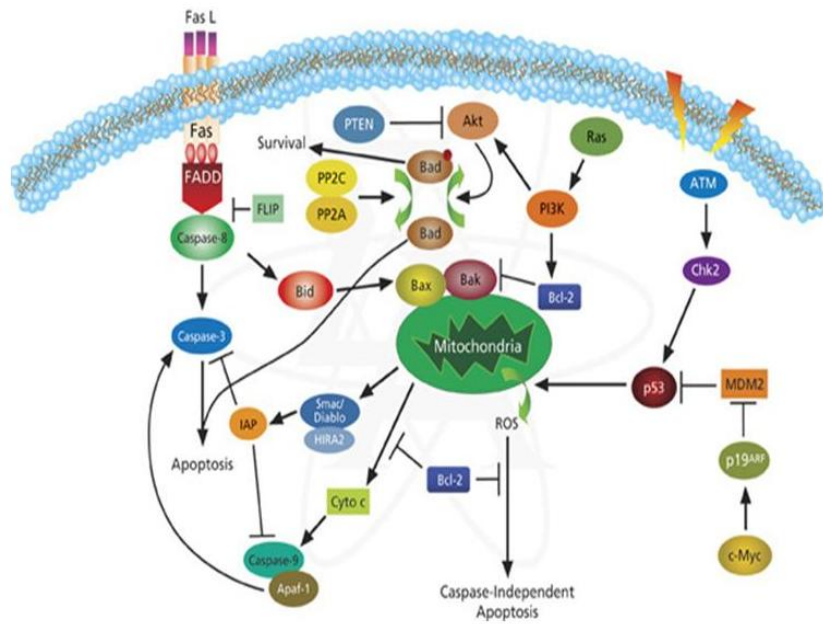 Fas L
Fas
FADD
FLIP
Caspase-8
Survival
PTEN
Akt
Ras
PP2C
PP2A
Bad
Bad
PI3K
ATM
Chk2
Bid
Bax
Bak
Bcl-2
Caspase-3
Mitochondria
p53
MDM2
IAP
Smac/
Diablo
HIRA2
ROS
Apoptosis
p19ARF
Cyto c
Bcl-2
Caspase-9
Apaf-1
c-Myc
Caspase-Independent
Apoptosis